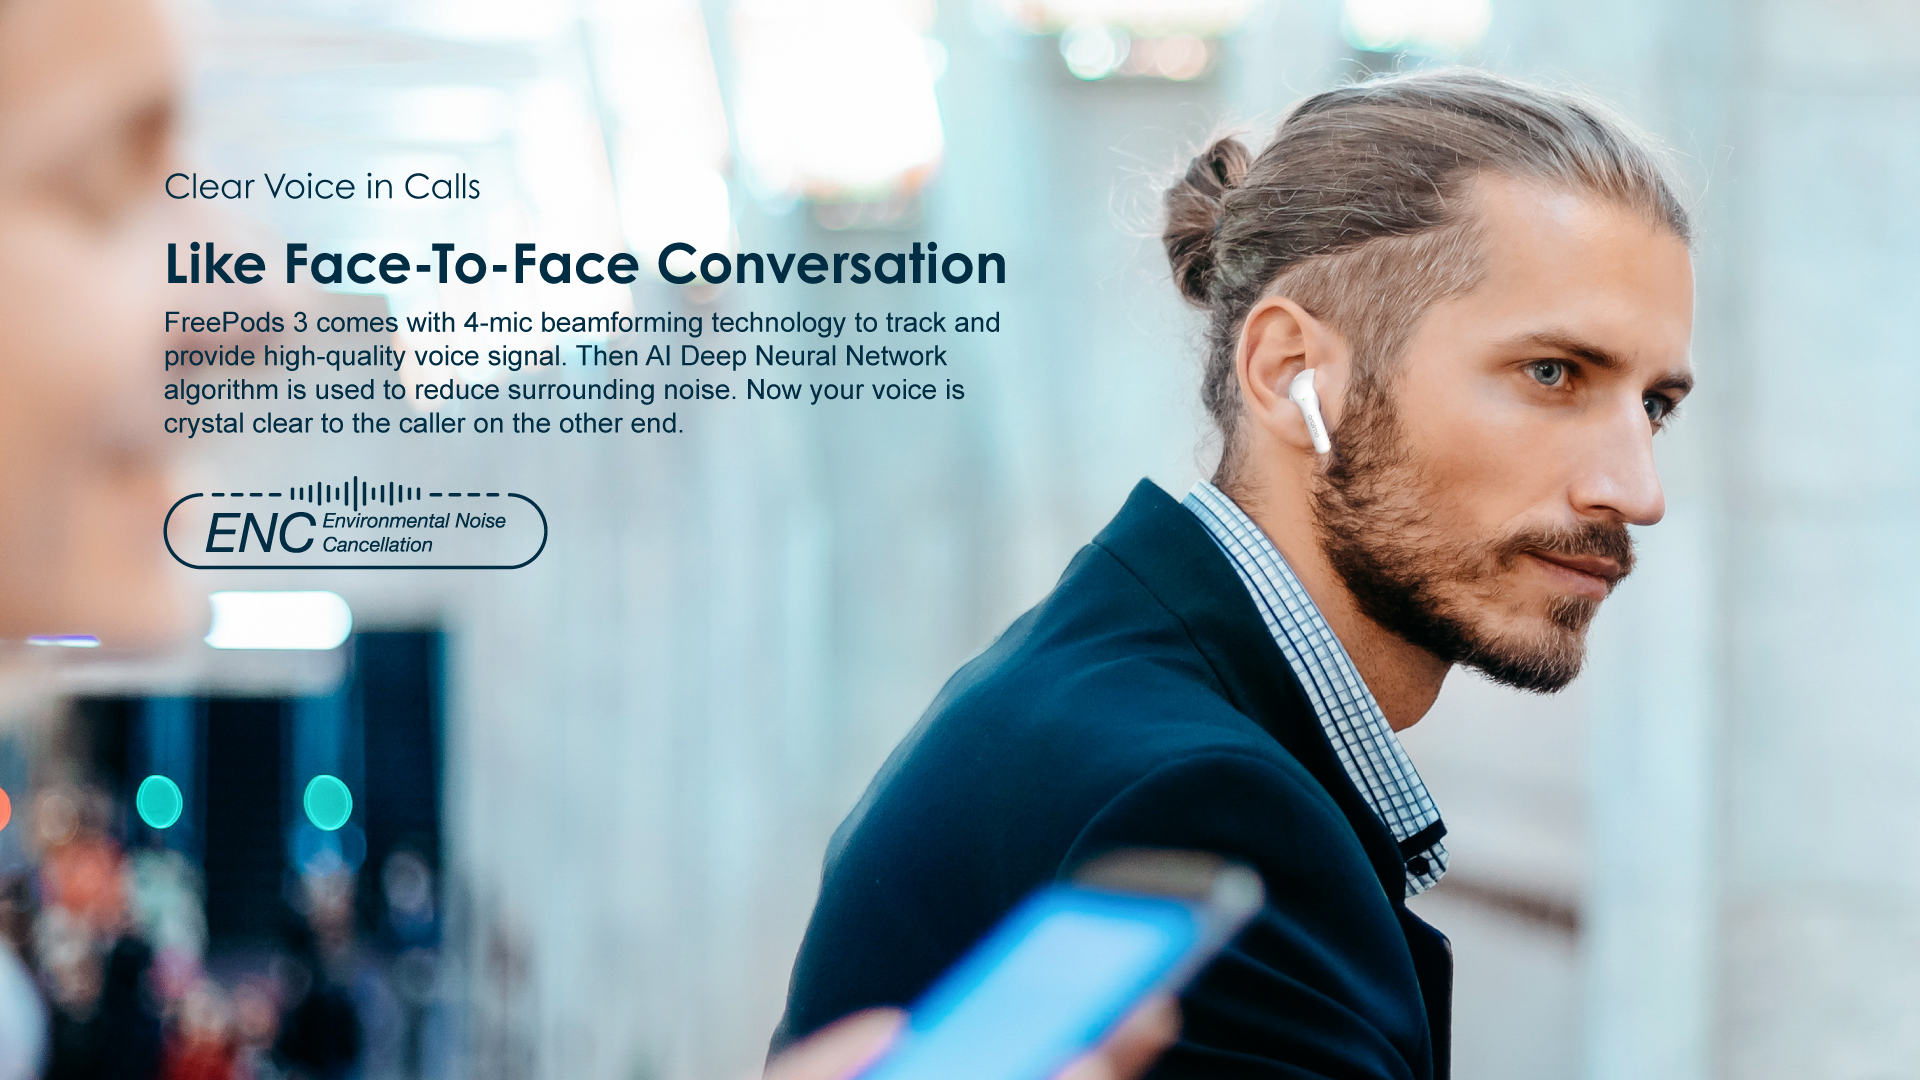 Clear Voice in Calls
Like Face-To-Face Conversation
FreePods 3 comes with 4-mic beamforming technology to track and
provide high-quality voice signal. Then AI Deep Neural Network
algorithm is used to reduce surrounding noise. Now your voice is
crystal clear to the caller on the other end.
ENC Environmental Noise
Cancellation